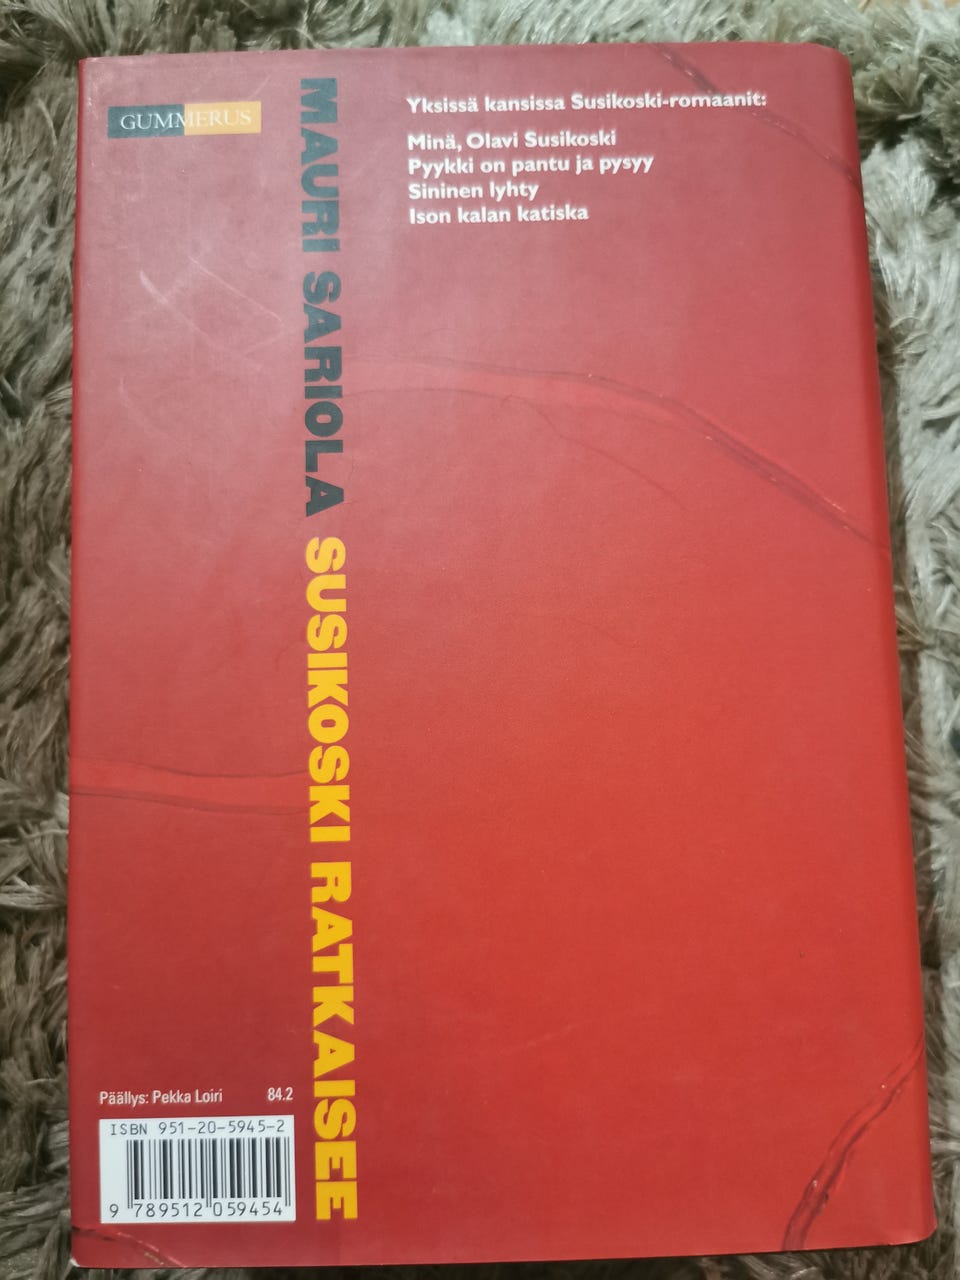 GUMMERUS
MAURI SARIOLA SUSIKOSKI RATKAISEE
Yksissä kansissa Susikoski-romaanit:
Minä, Olavi Susikoski
Pyykki on pantu ja pysyy
Sininen lyhty
Ison kalan katiska
Päällys: Pekka Loiri 84.2
ISBN 951-20-5945-2
9 789512 059454